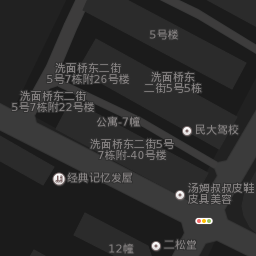 5号楼
洗面桥东二街
5号7栋附26号楼
洗面桥东
二街5号5栋
洗面桥东二街
5号7栋附22号楼
公寓-7幢
民大驾校
洗面桥东二街5号
7栋附-40号楼
经典记忆发屋
汤姆叔叔皮鞋
皮具美容
12幢
二松堂